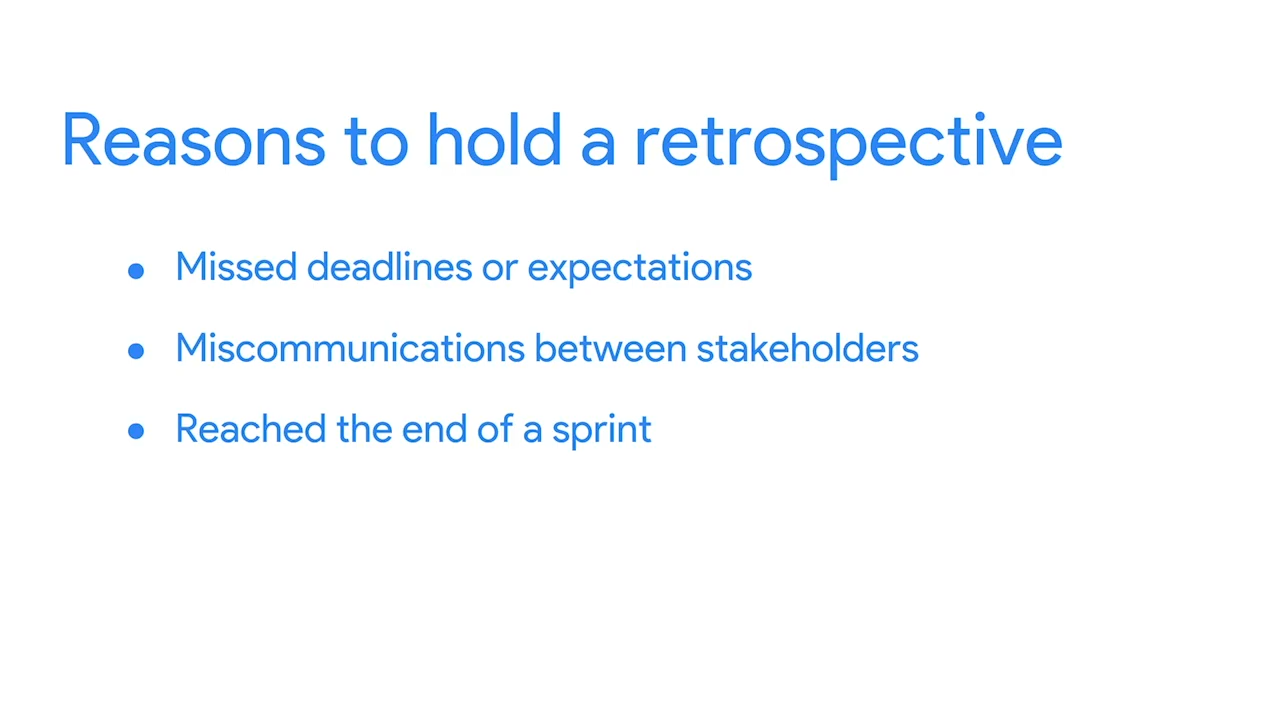 Reasons to hold a retrospective
● Missed deadlines or expectations
● Miscommunications between stakeholders
● Reached the end of a sprint